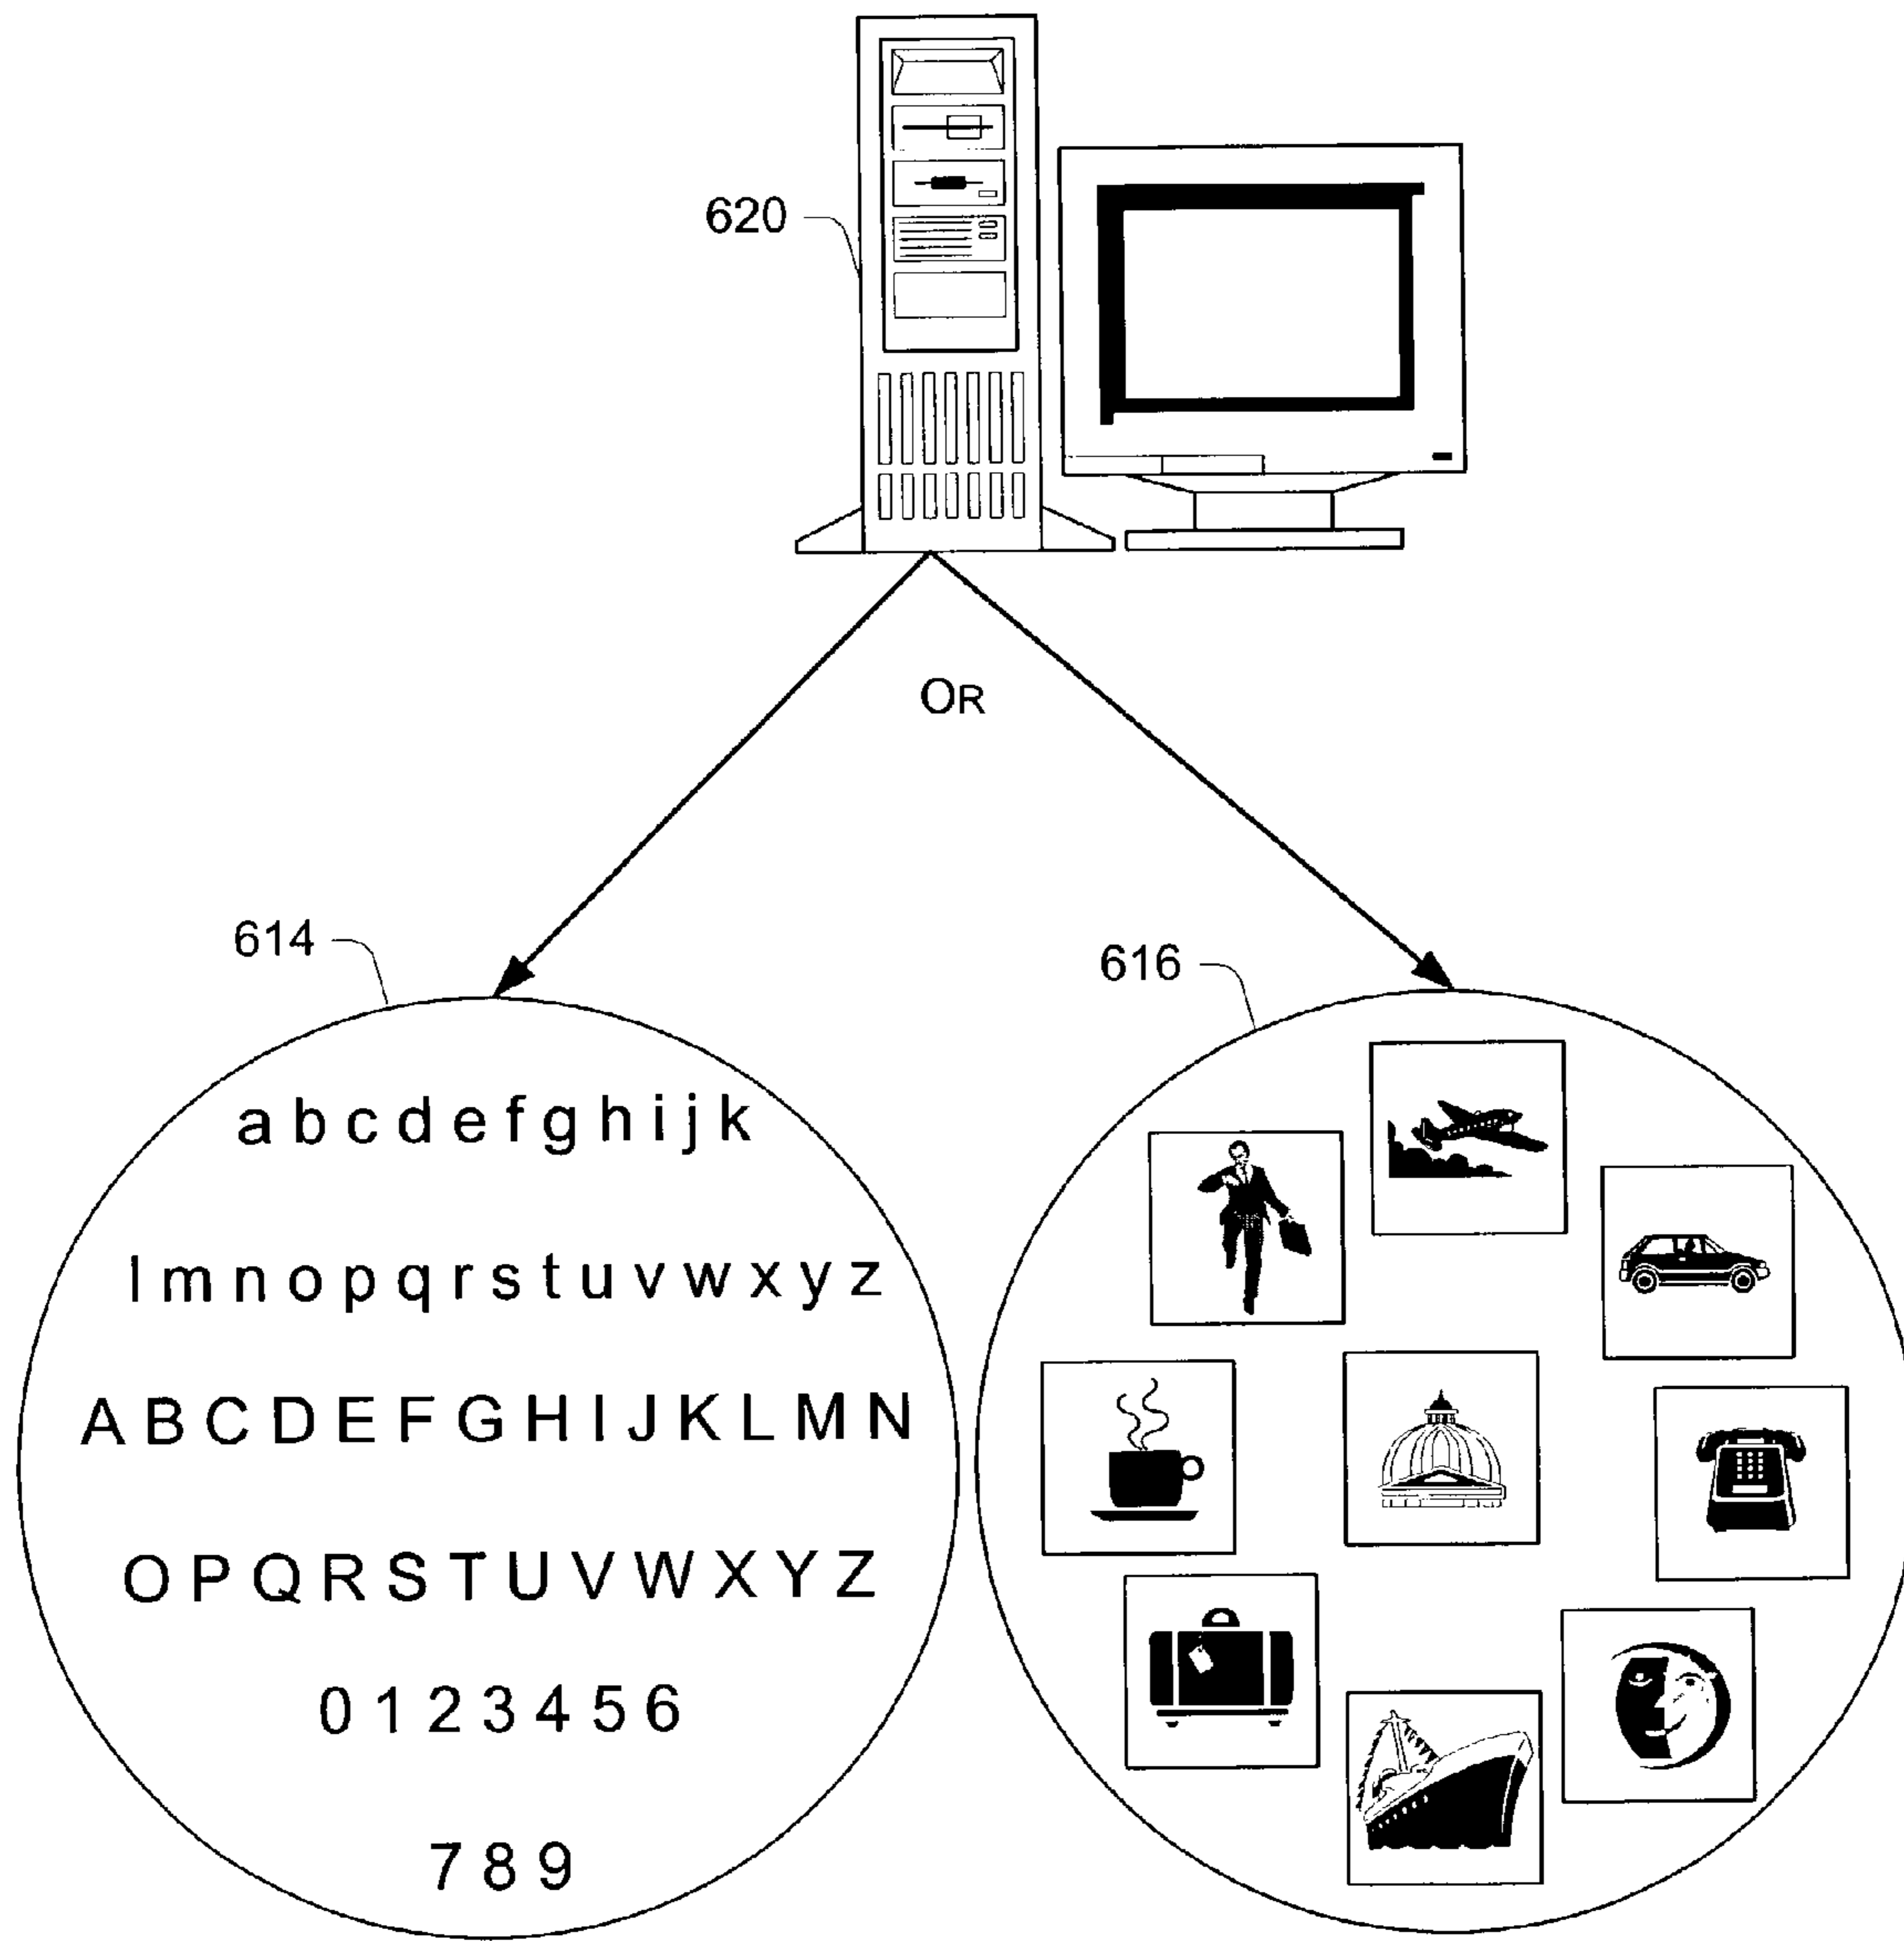 620
OR
614
616
a b c d e f g h i j k
l m n o p q r s t u v w x y z
A B C D E F G H I J K L M N
O P Q R S T U V W X Y Z
0 1 2 3 4 5 6
7 8 9